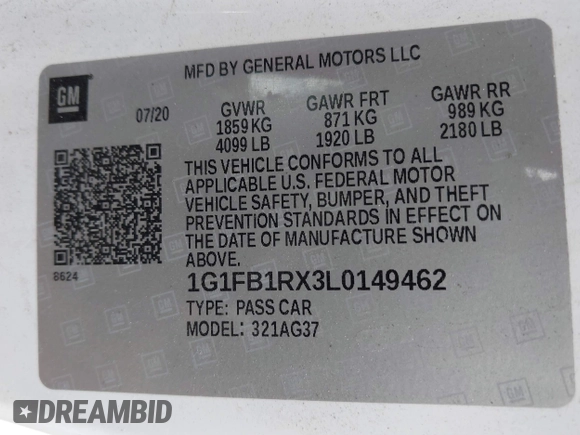 MFD BY GENERAL MOTORS LLC
GM
07/20
GVWR GAWR FRT GAWR RR
1859 KG 871 KG 989 KG
4099 LB 1920 LB 2180 LB
THIS VEHICLE CONFORMS TO ALL
APPLICABLE U.S. FEDERAL MOTOR
VEHICLE SAFETY, BUMPER, AND THEFT
PREVENTION STANDARDS IN EFFECT ON
THE DATE OF MANUFACTURE SHOWN
ABOVE.
8624
1G1FB1RX3L0149462
TYPE: PASS CAR
MODEL: 321AG37
DREAMBID